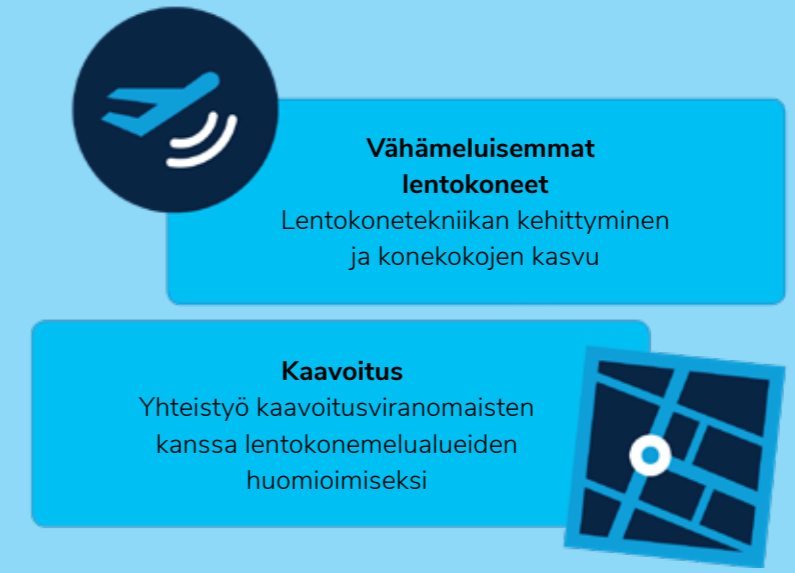 Vähämeluisemmat
lentokoneet
Lentokonetekniikan kehittyminen
ja konekokojen kasvu
Kaavoitus
Yhteistyö kaavoitusviranomaisten
kanssa lentokonemelualueiden
huomioimiseksi